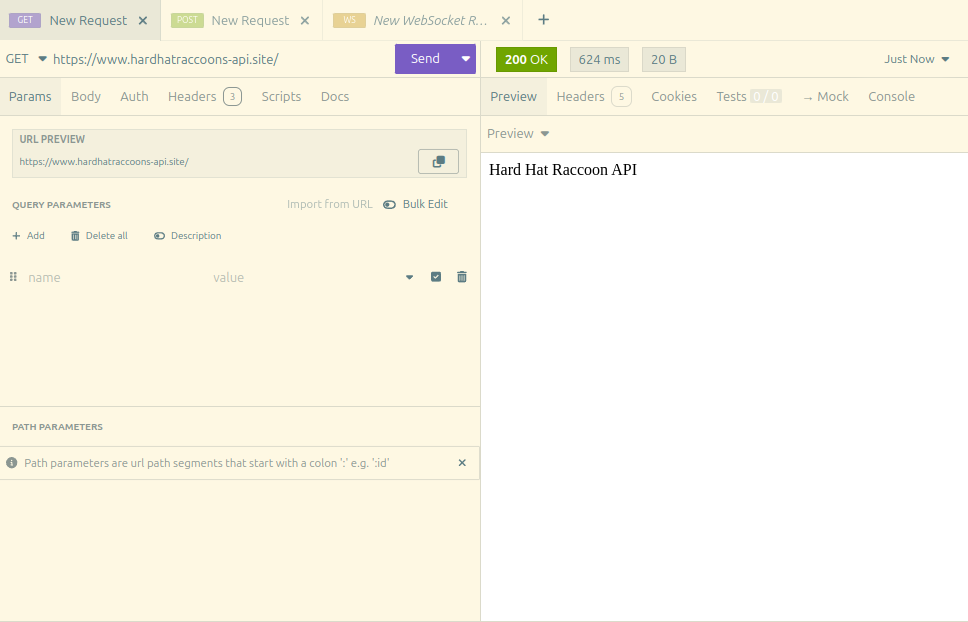 GET New Request POST New Request WS New WebSocket R...
GET https://www.hardhatraccoons-api.site/ Send 200 OK 624 ms 20 B Just Now
Params Body Auth Headers 3 Scripts Docs Preview Headers 5 Cookies Tests 0 / 0 → Mock Console
URL PREVIEW
https://www.hardhatraccoons-api.site/
QUERY PARAMETERS Import from URL Bulk Edit
+ Add Delete all Description
name value
PATH PARAMETERS
Path parameters are url path segments that start with a colon ':' e.g. ':id'
Preview
Hard Hat Raccoon API